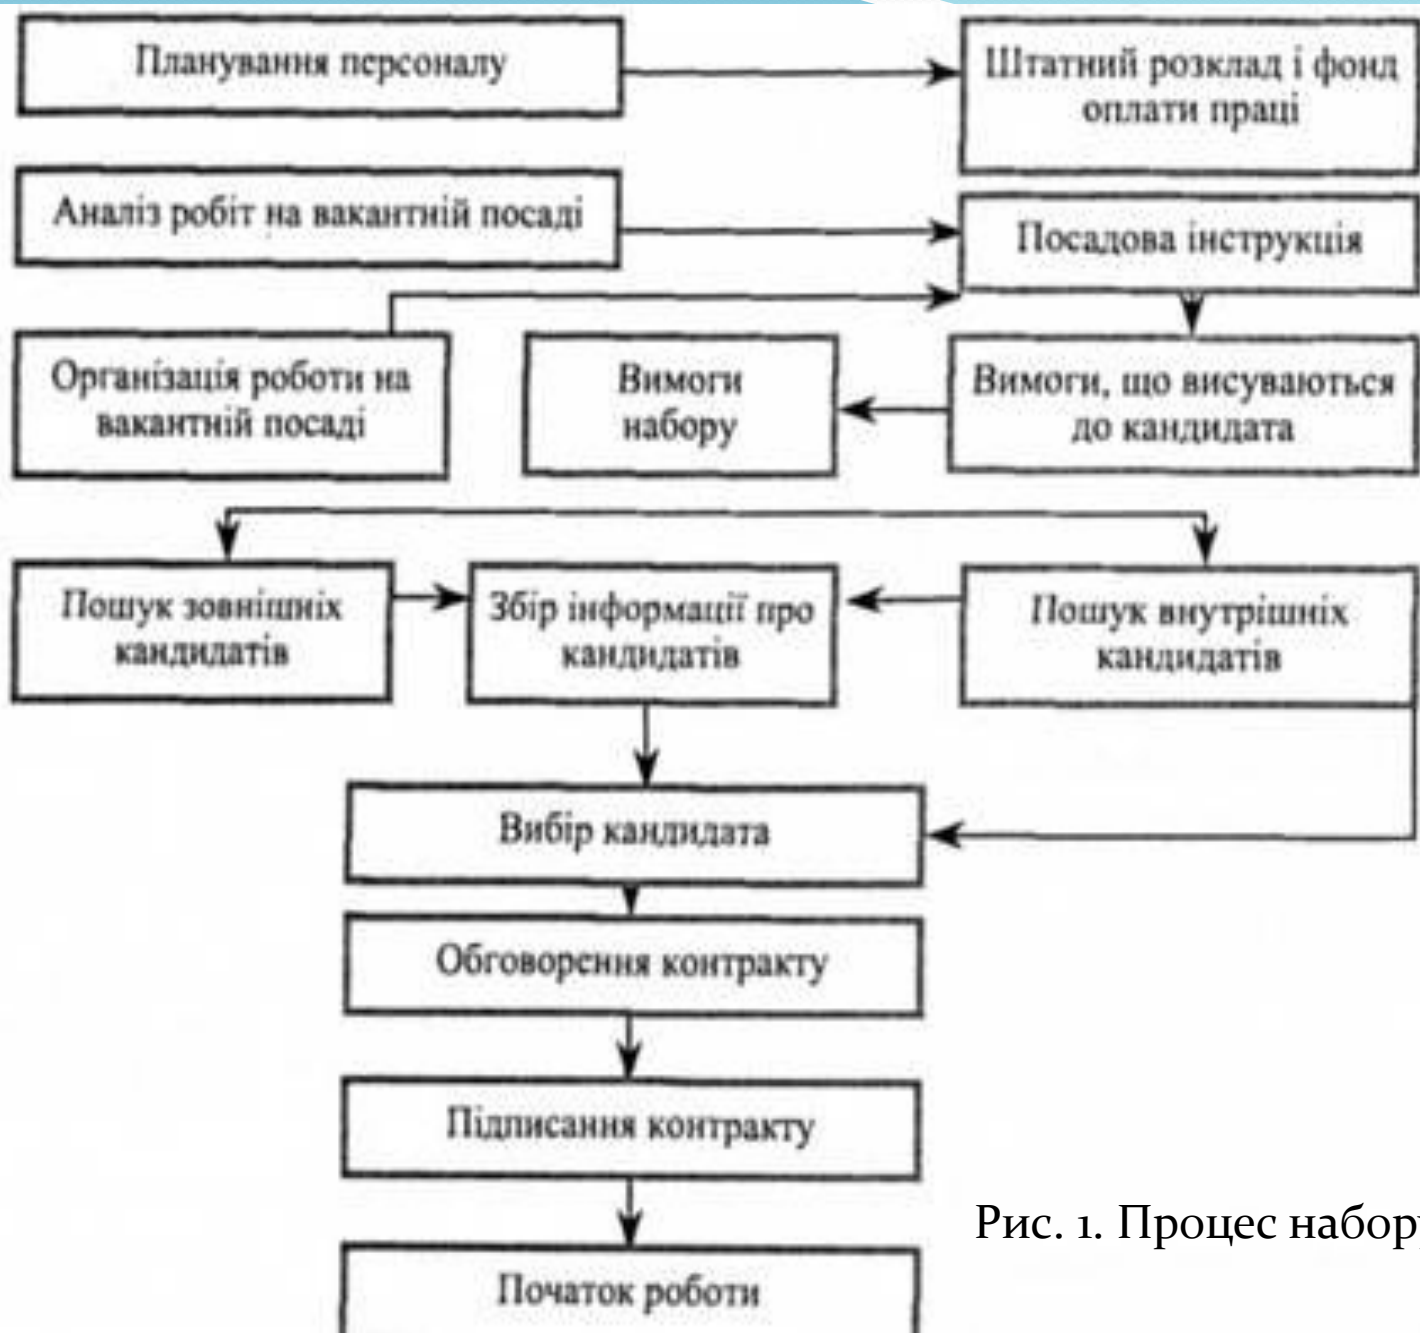 Планування персоналу
Штатний розклад і фонд
оплати праці
Аналіз робіт на вакантній посаді
Посадова інструкція
Організація роботи на
вакантній посаді
Вимоги
набору
Вимоги, що висуваються
до кандидата
Пошук зовнішніх
кандидатів
Збір інформації про
кандидатів
Пошук внутрішніх
кандидатів
Вибір кандидата
Обговорення контракту
Підписання контракту
Початок роботи
Рис. 1. Процес набору